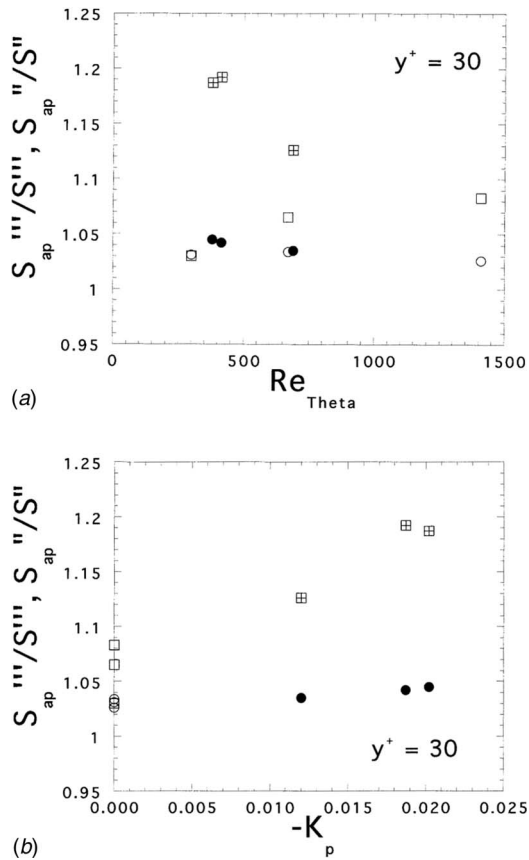 1.25
1.2
1.15
1.1
1.05
1
0.95
S_ap'''/S''', S_ap''/S''
y+ = 30
0 500 1000 1500
Re_Theta
(a)
1.25
1.2
1.15
1.1
1.05
1
0.95
S_ap'''/S''', S_ap''/S''
y+ = 30
0.000 0.005 0.010 0.015 0.020 0.025
-K_p
(b)